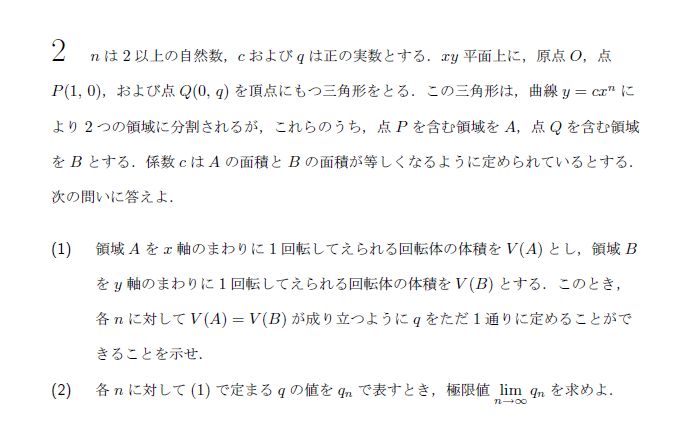 2 n は 2 以上の自然数，c および q は正の実数とする．xy 平面上に，原点 O，点
P(1, 0)，および点 Q(0, q) を頂点にもつ三角形をとる．この三角形は，曲線 y = cxⁿ に
より 2 つの領域に分割されるが，これらのうち，点 P を含む領域を A，点 Q を含む領域
を B とする．係数 c は A の面積と B の面積が等しくなるように定められているとする．
次の問いに答えよ．
(1) 領域 A を x 軸のまわりに 1 回転してえられる回転体の体積を V(A) とし，領域 B
を y 軸のまわりに 1 回転してえられる回転体の体積を V(B) とする．このとき，
各 n に対して V(A) = V(B) が成り立つように q をただ 1 通りに定めることがで
きることを示せ．
(2) 各 n に対して (1) で定まる q の値を qₙ で表すとき，極限値 lim qₙ を求めよ．
n→∞